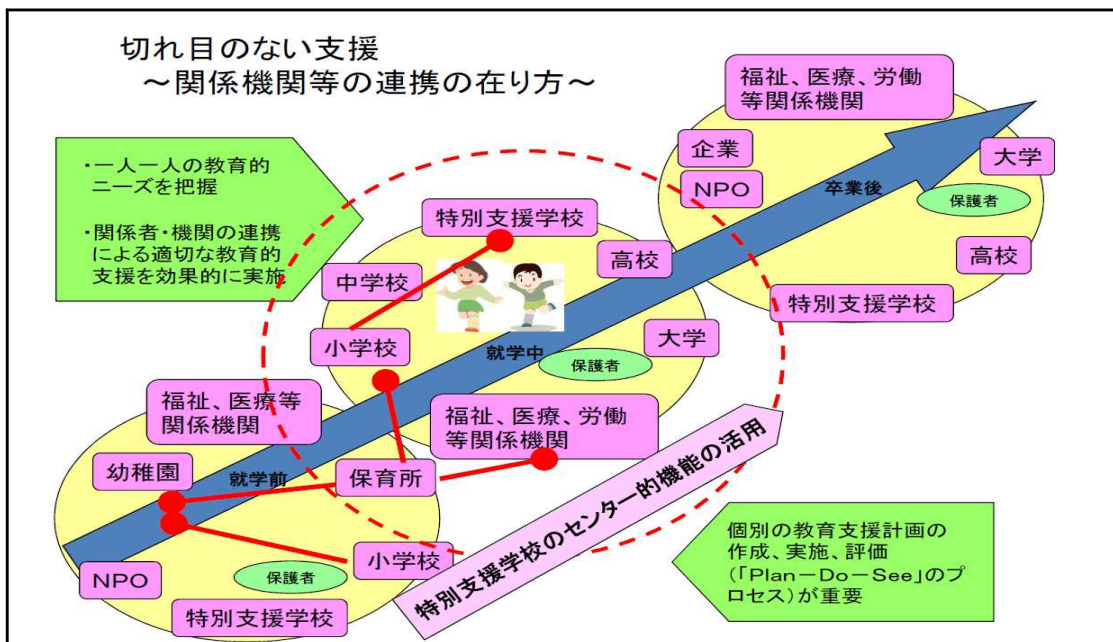 切れ目のない支援
～関係機関等の連携の在り方～
・一人一人の教育的
ニーズを把握
・関係者・機関の連携
による適切な教育的
支援を効果的に実施
福祉、医療、労働
等関係機関
企業
NPO
大学
卒業後
保護者
高校
特別支援学校
特別支援学校
中学校
高校
小学校
大学
就学中
保護者
福祉、医療、労働
等関係機関
福祉、医療等
関係機関
幼稚園
保育所
就学前
小学校
NPO
保護者
特別支援学校
特別支援学校のセンター的機能の活用
個別の教育支援計画の
作成、実施、評価
（「Plan－Do－See」のプ
ロセス）が重要